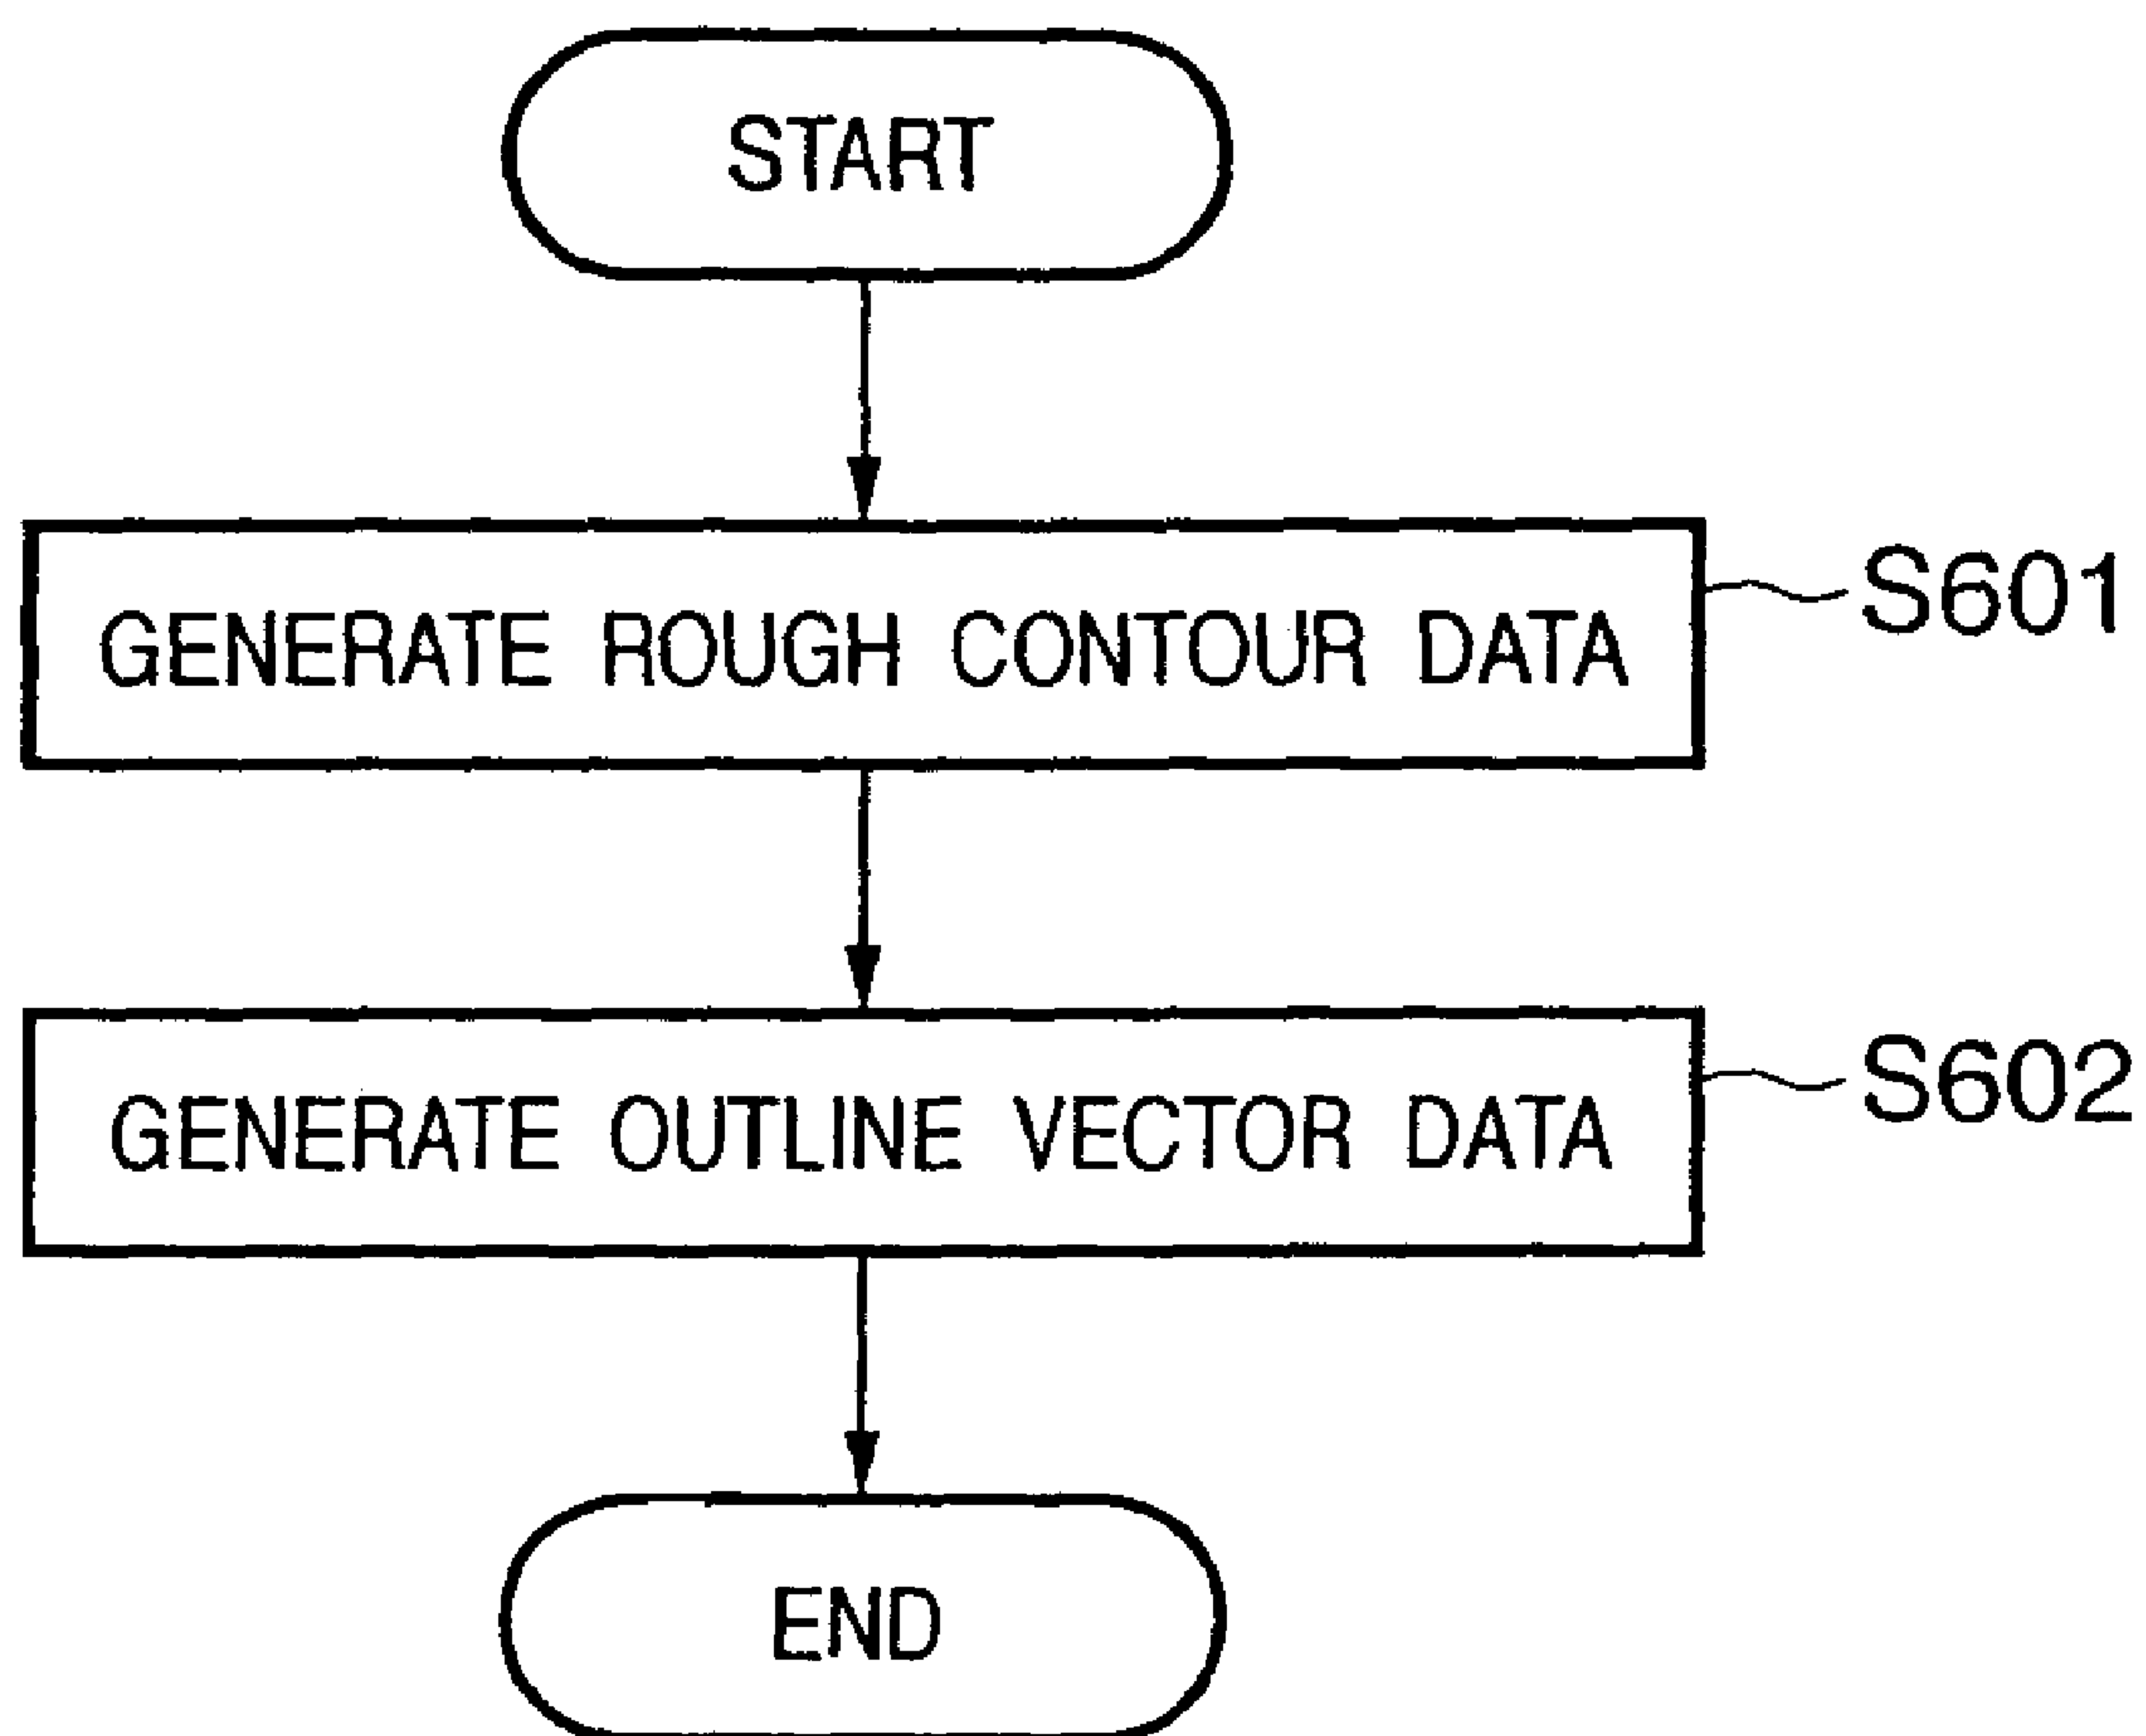 START
GENERATE ROUGH CONTOUR DATA
S601
GENERATE OUTLINE VECTOR DATA
S602
END